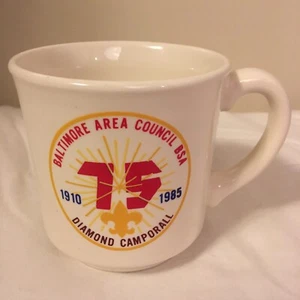 BALTIMORE AREA COUNCIL BSA
75
1910 1985
DIAMOND CAMPORALL